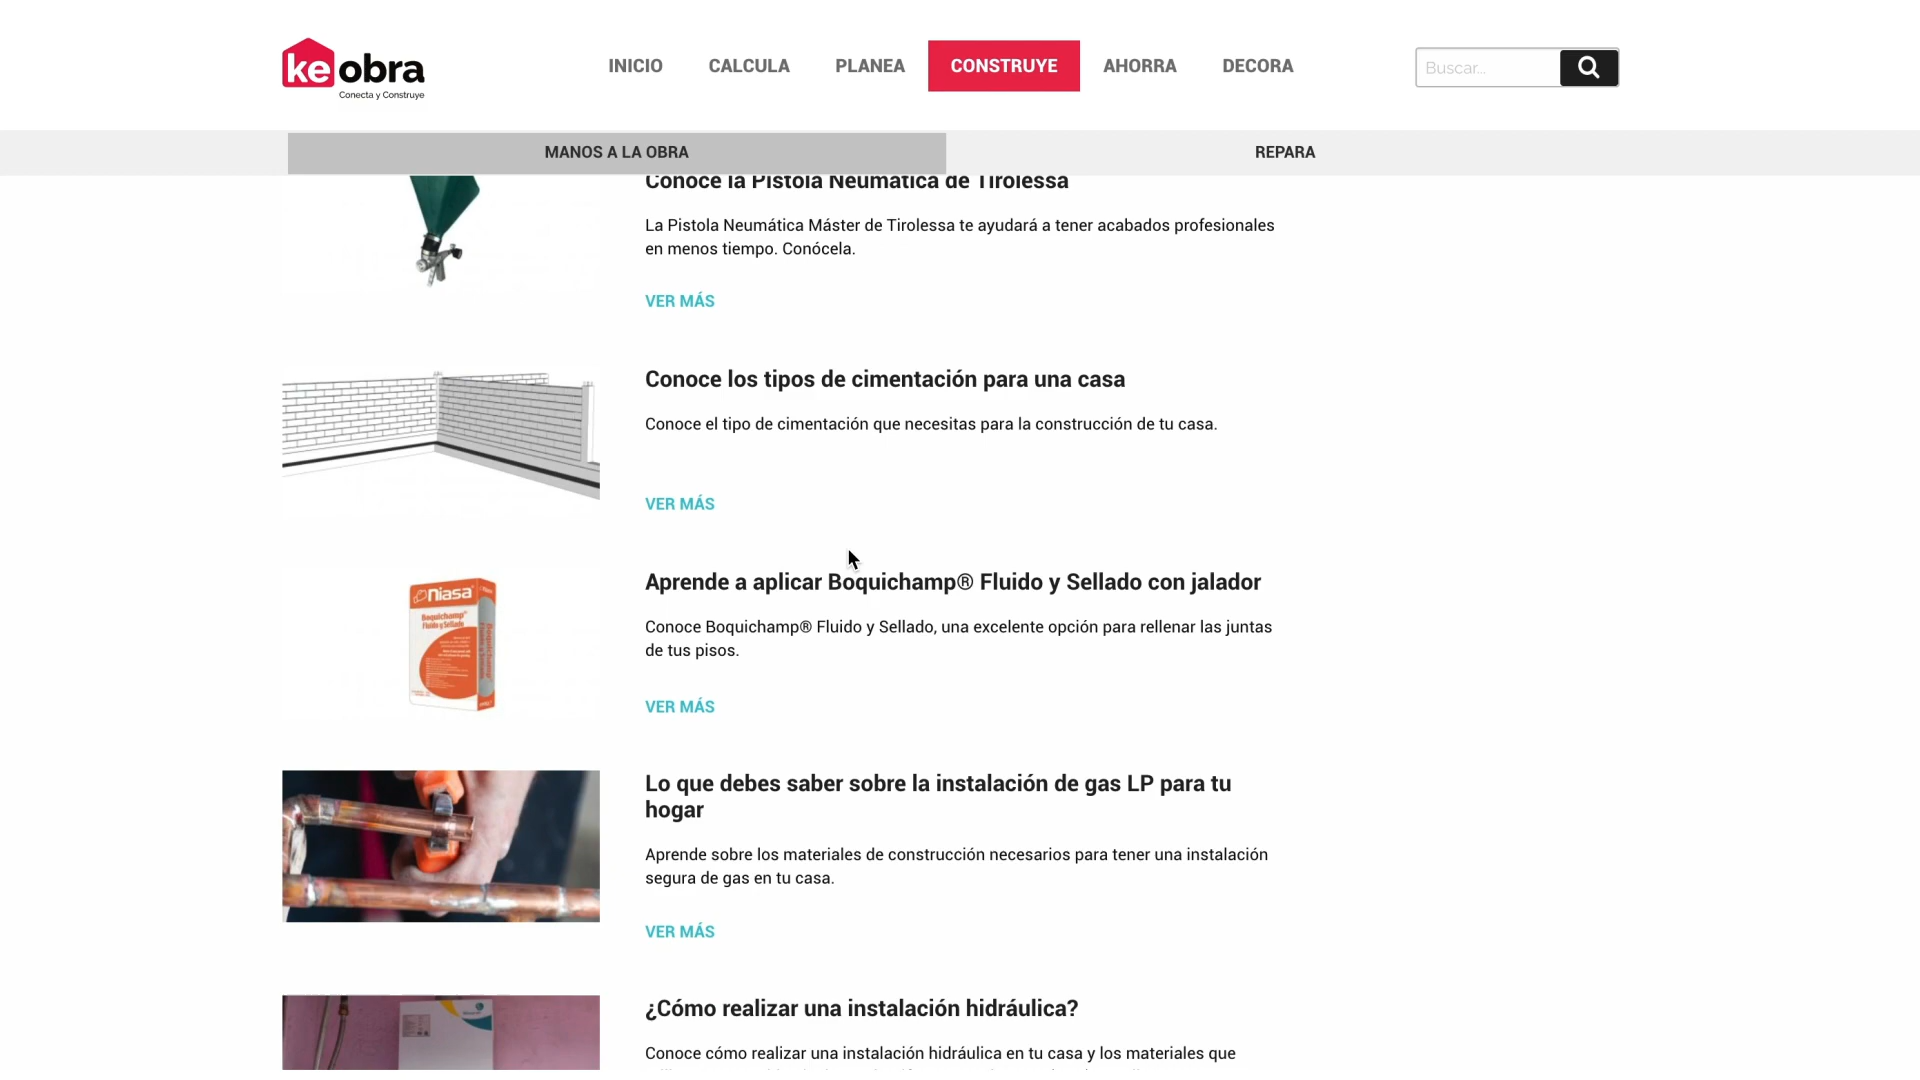 keobra
Conecta y Construye
INICIO
CALCULA
PLANEA
CONSTRUYE
AHORRA
DECORA
Buscar...
MANOS A LA OBRA
REPARA
Conoce la Pistola Neumática de Tirolessa
La Pistola Neumática Máster de Tirolessa te ayudará a tener acabados profesionales
en menos tiempo. Conócela.
VER MÁS
Conoce los tipos de cimentación para una casa
Conoce el tipo de cimentación que necesitas para la construcción de tu casa.
VER MÁS
Niasa
Boquichamp®
Fluido y Sellado
Aprende a aplicar Boquichamp® Fluido y Sellado con jalador
Conoce Boquichamp® Fluido y Sellado, una excelente opción para rellenar las juntas
de tus pisos.
VER MÁS
Lo que debes saber sobre la instalación de gas LP para tu
hogar
Aprende sobre los materiales de construcción necesarios para tener una instalación
segura de gas en tu casa.
VER MÁS
¿Cómo realizar una instalación hidráulica?
Conoce cómo realizar una instalación hidráulica en tu casa y los materiales que